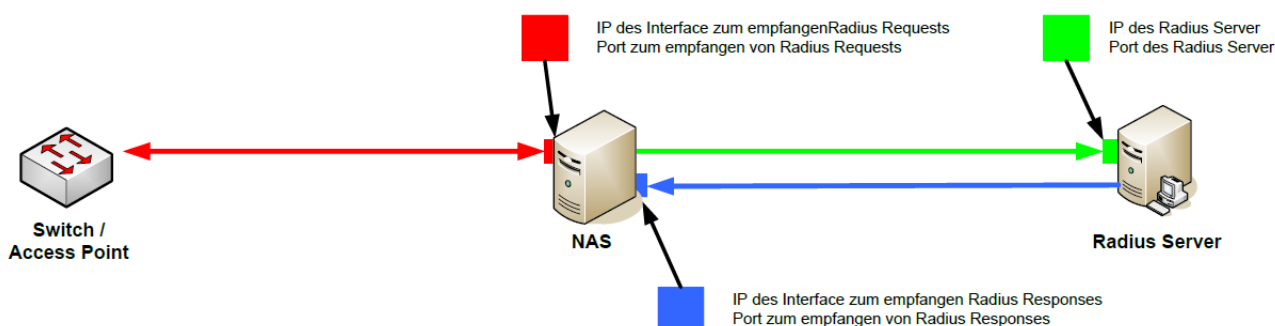 IP des Interface zum empfangenRadius Requests
Port zum empfangen von Radius Requests
IP des Radius Server
Port des Radius Server
Switch /
Access Point
NAS
Radius Server
IP des Interface zum empfangen Radius Responses
Port zum empfangen von Radius Responses